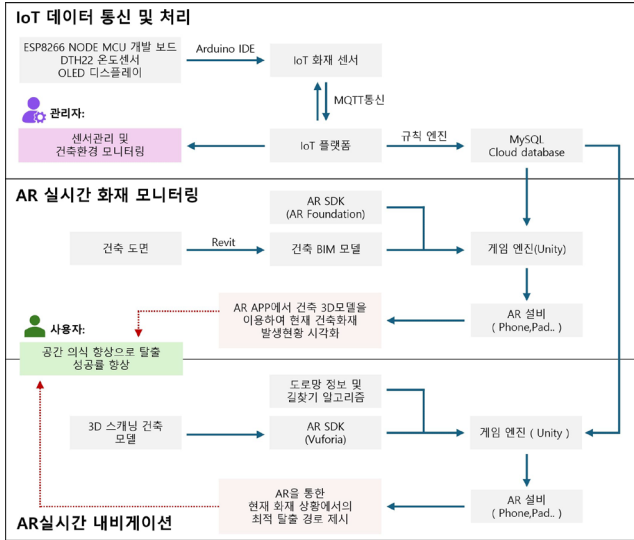 IoT 데이터 통신 및 처리
ESP8266 NODE MCU 개발 보드
DTH22 온도센서
OLED 디스플레이
Arduino IDE
IoT 화재 센서
MQTT통신
관리자:
센서관리 및
건축환경 모니터링
IoT 플랫폼
규칙 엔진
MySQL
Cloud database
AR 실시간 화재 모니터링
AR SDK
(AR Foundation)
건축 도면
Revit
건축 BIM 모델
게임 엔진(Unity)
AR APP에서 건축 3D모델을
이용하여 현재 건축화재
발생현황 시각화
AR 설비
( Phone,Pad.. )
사용자:
공간 의식 향상으로 탈출
성공률 향상
도로망 정보 및
길찾기 알고리즘
3D 스캐닝 건축
모델
AR SDK
(Vuforia)
게임 엔진 ( Unity )
AR을 통한
현재 화재 상황에서의
최적 탈출 경로 제시
AR 설비
( Phone,Pad.. )
AR실시간 내비게이션